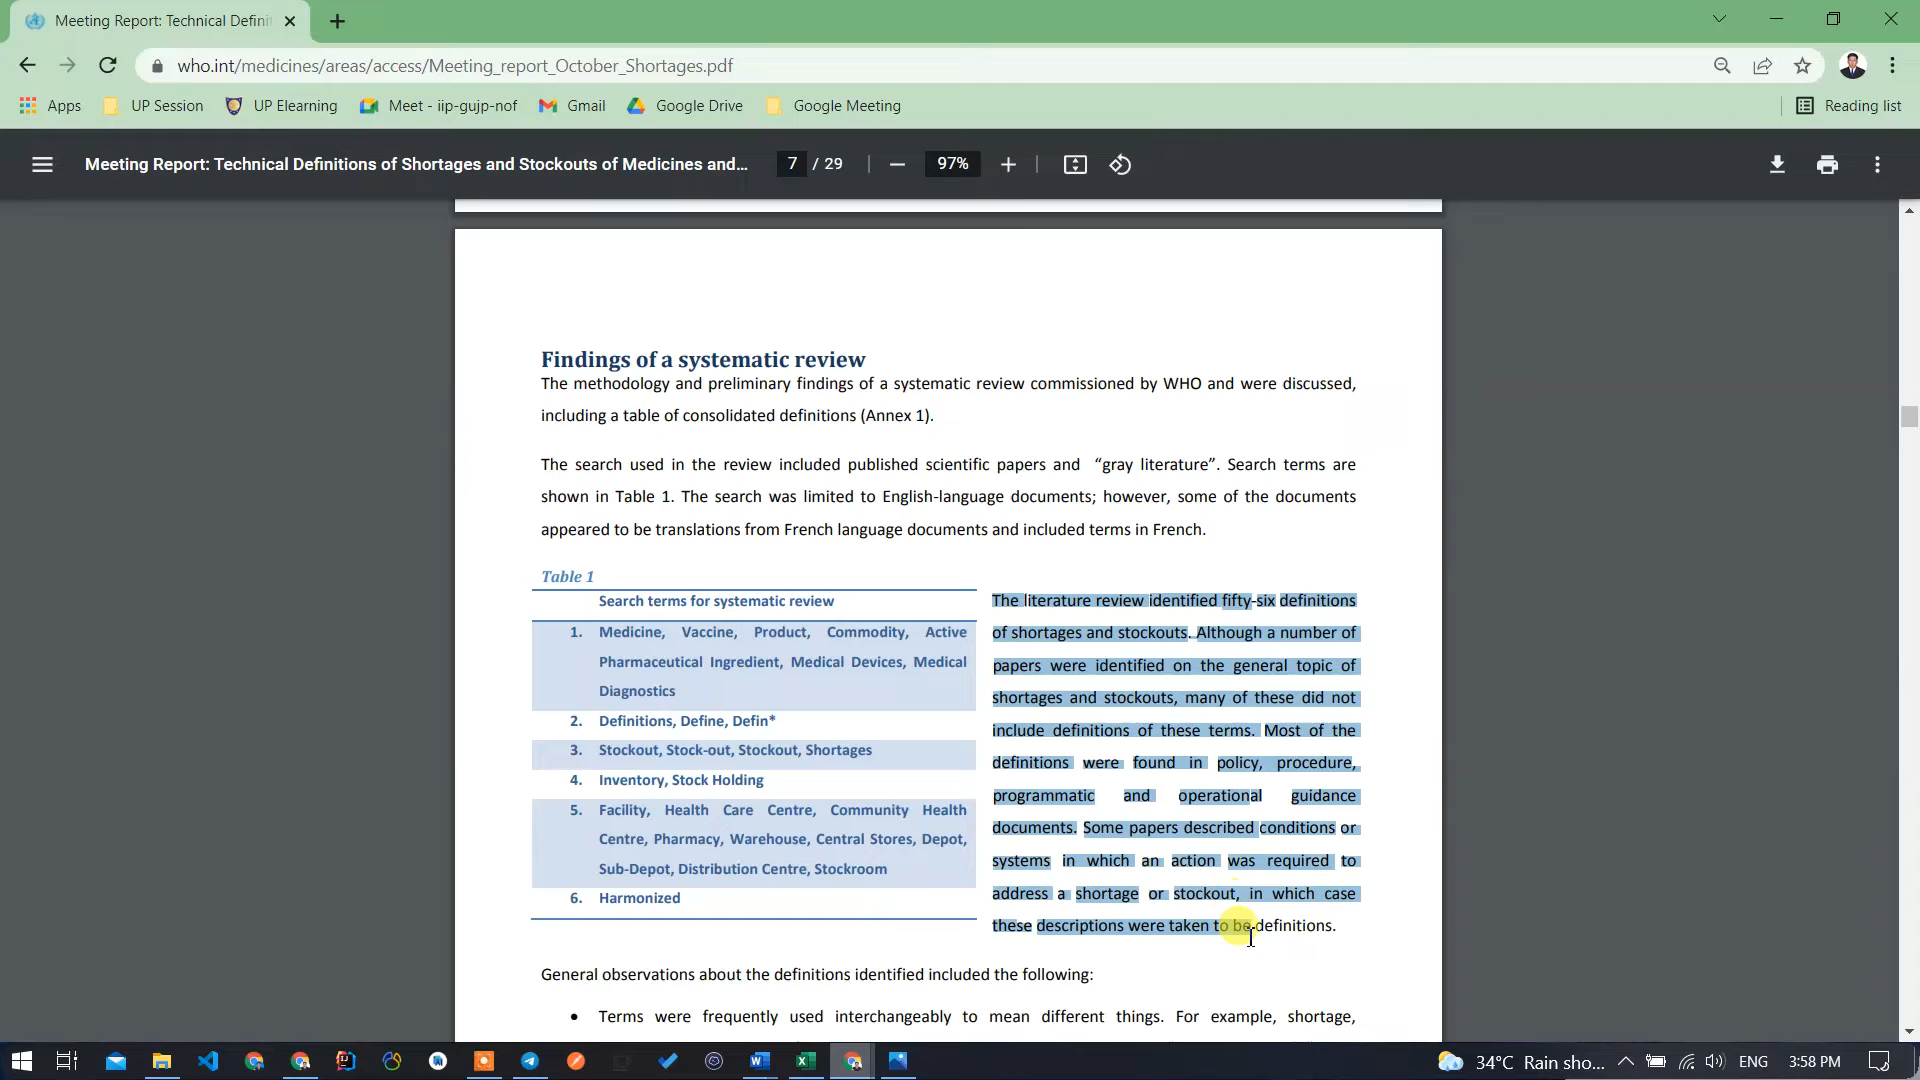 Meeting Report: Technical Defini
who.int/medicines/areas/access/Meeting_report_October_Shortages.pdf
Apps
UP Session
UP Elearning
Meet - iip-gujp-nof
Gmail
Google Drive
Google Meeting
Reading list
Meeting Report: Technical Definitions of Shortages and Stockouts of Medicines and...
7 / 29
97%
Findings of a systematic review
The methodology and preliminary findings of a systematic review commissioned by WHO and were discussed,
including a table of consolidated definitions (Annex 1).
The search used in the review included published scientific papers and “gray literature”. Search terms are
shown in Table 1. The search was limited to English-language documents; however, some of the documents
appeared to be translations from French language documents and included terms in French.
Table 1
Search terms for systematic review
1. Medicine, Vaccine, Product, Commodity, Active
Pharmaceutical Ingredient, Medical Devices, Medical
Diagnostics
2. Definitions, Define, Defin*
3. Stockout, Stock-out, Stockout, Shortages
4. Inventory, Stock Holding
5. Facility, Health Care Centre, Community Health
Centre, Pharmacy, Warehouse, Central Stores, Depot,
Sub-Depot, Distribution Centre, Stockroom
6. Harmonized
The literature review identified fifty-six definitions
of shortages and stockouts. Although a number of
papers were identified on the general topic of
shortages and stockouts, many of these did not
include definitions of these terms. Most of the
definitions were found in policy, procedure,
programmatic and operational guidance
documents. Some papers described conditions or
systems in which an action was required to
address a shortage or stockout, in which case
these descriptions were taken to be definitions.
General observations about the definitions identified included the following:
• Terms were frequently used interchangeably to mean different things. For example, shortage,
34°C Rain sho...
ENG
3:58 PM